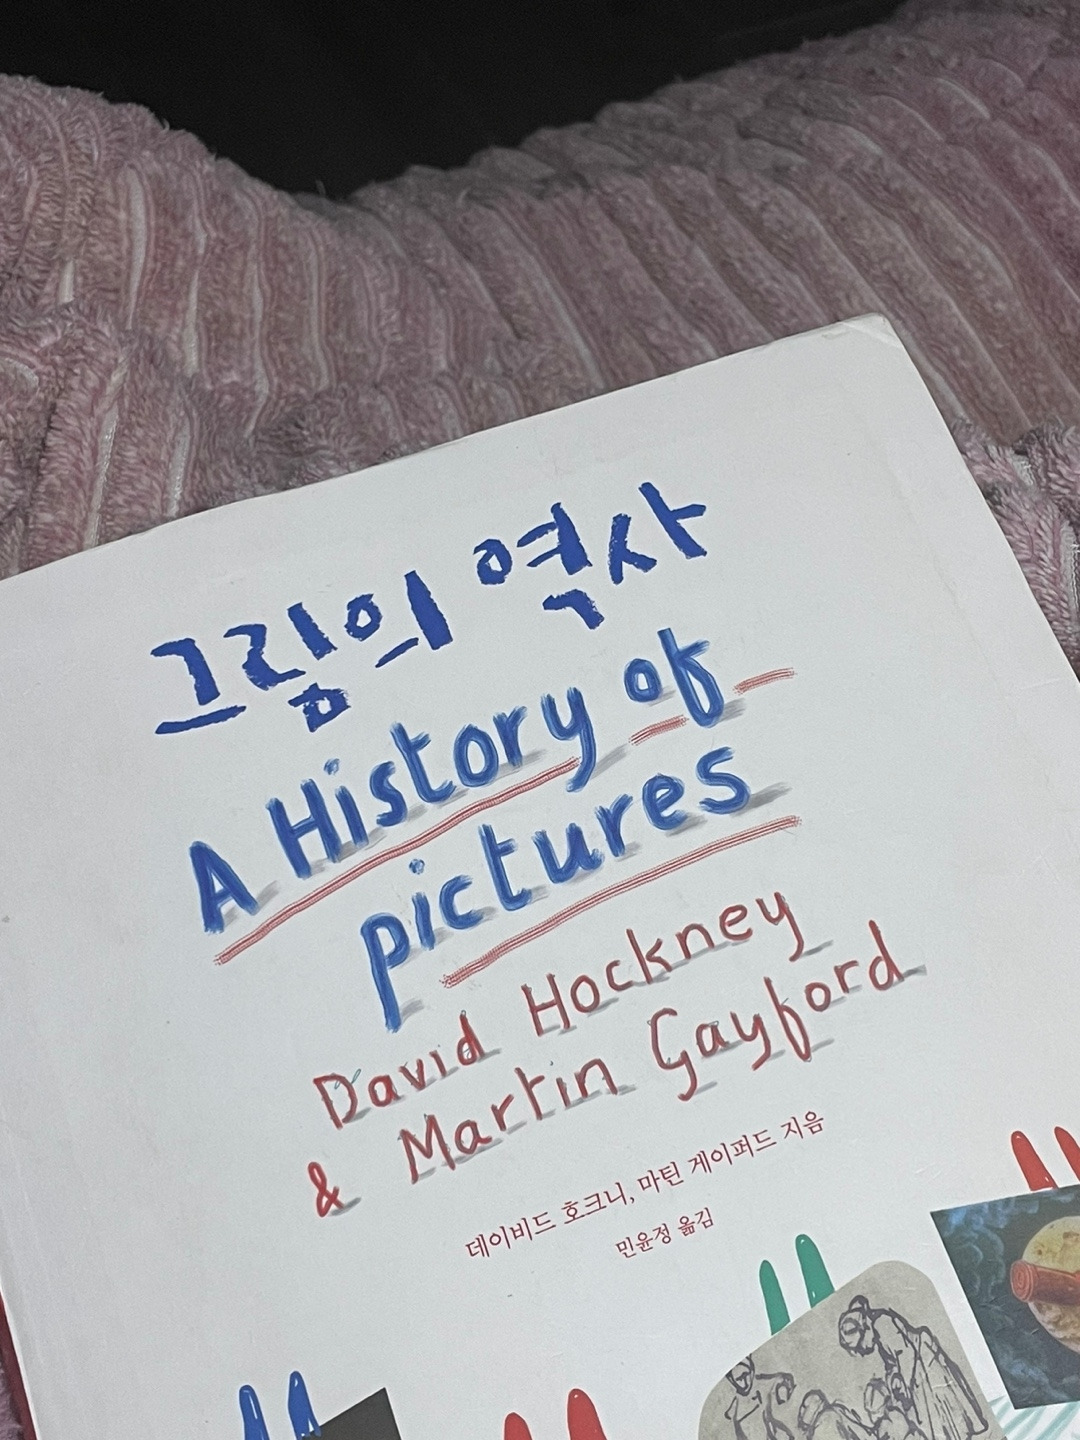 그림의 역사
A History of
pictures
David Hockney
& Martin Gayford
데이비드 호크니, 마틴 게이퍼드 지음
민윤정 옮김